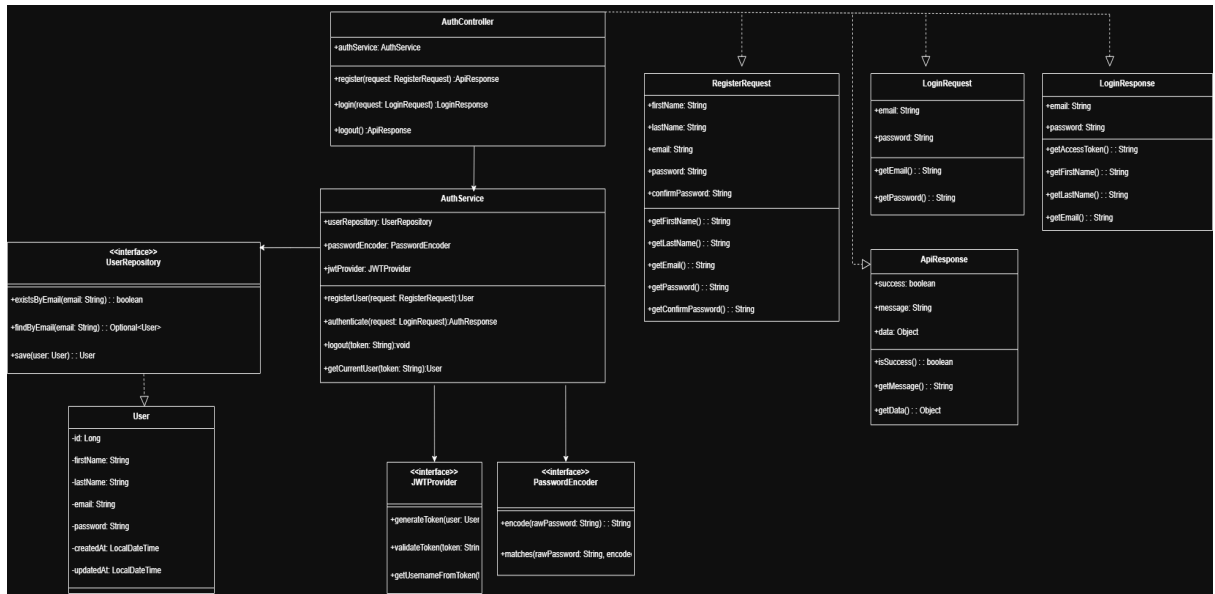 AuthController
+authService: AuthService
+register(request: RegisterRequest) :ApiResponse
+login(request: LoginRequest) :LoginResponse
+logout() :ApiResponse
RegisterRequest
+firstName: String
+lastName: String
+email: String
+password: String
+confirmPassword: String
+getFirstName() : : String
+getLastName() : : String
+getEmail() : : String
+getPassword() : : String
+getConfirmPassword() : : String
LoginRequest
+email: String
+password: String
+getEmail() : : String
+getPassword() : : String
LoginResponse
+email: String
+password: String
+getAccessToken() : : String
+getFirstName() : : String
+getLastName() : : String
+getEmail() : : String
AuthService
+userRepository: UserRepository
+passwordEncoder: PasswordEncoder
+jwtProvider: JWTProvider
+registerUser(request: RegisterRequest):User
+authenticate(request: LoginRequest):AuthResponse
+logout(token: String):void
+getCurrentUser(token: String):User
<<interface>>
UserRepository
+existsByEmail(email: String) : : boolean
+findByEmail(email: String) : : Optional<User>
+save(user: User) : : User
ApiResponse
+success: boolean
+message: String
+data: Object
+isSuccess() : : boolean
+getMessage() : : String
+getData() : : Object
User
-id: Long
-firstName: String
-lastName: String
-email: String
-password: String
-createdAt: LocalDateTime
-updatedAt: LocalDateTime
<<interface>>
JWTProvider
+generateToken(user: User
+validateToken(token: Strin
+getUsernameFromToken(t
<<interface>>
PasswordEncoder
+encode(rawPassword: String) : : String
+matches(rawPassword: String, encode